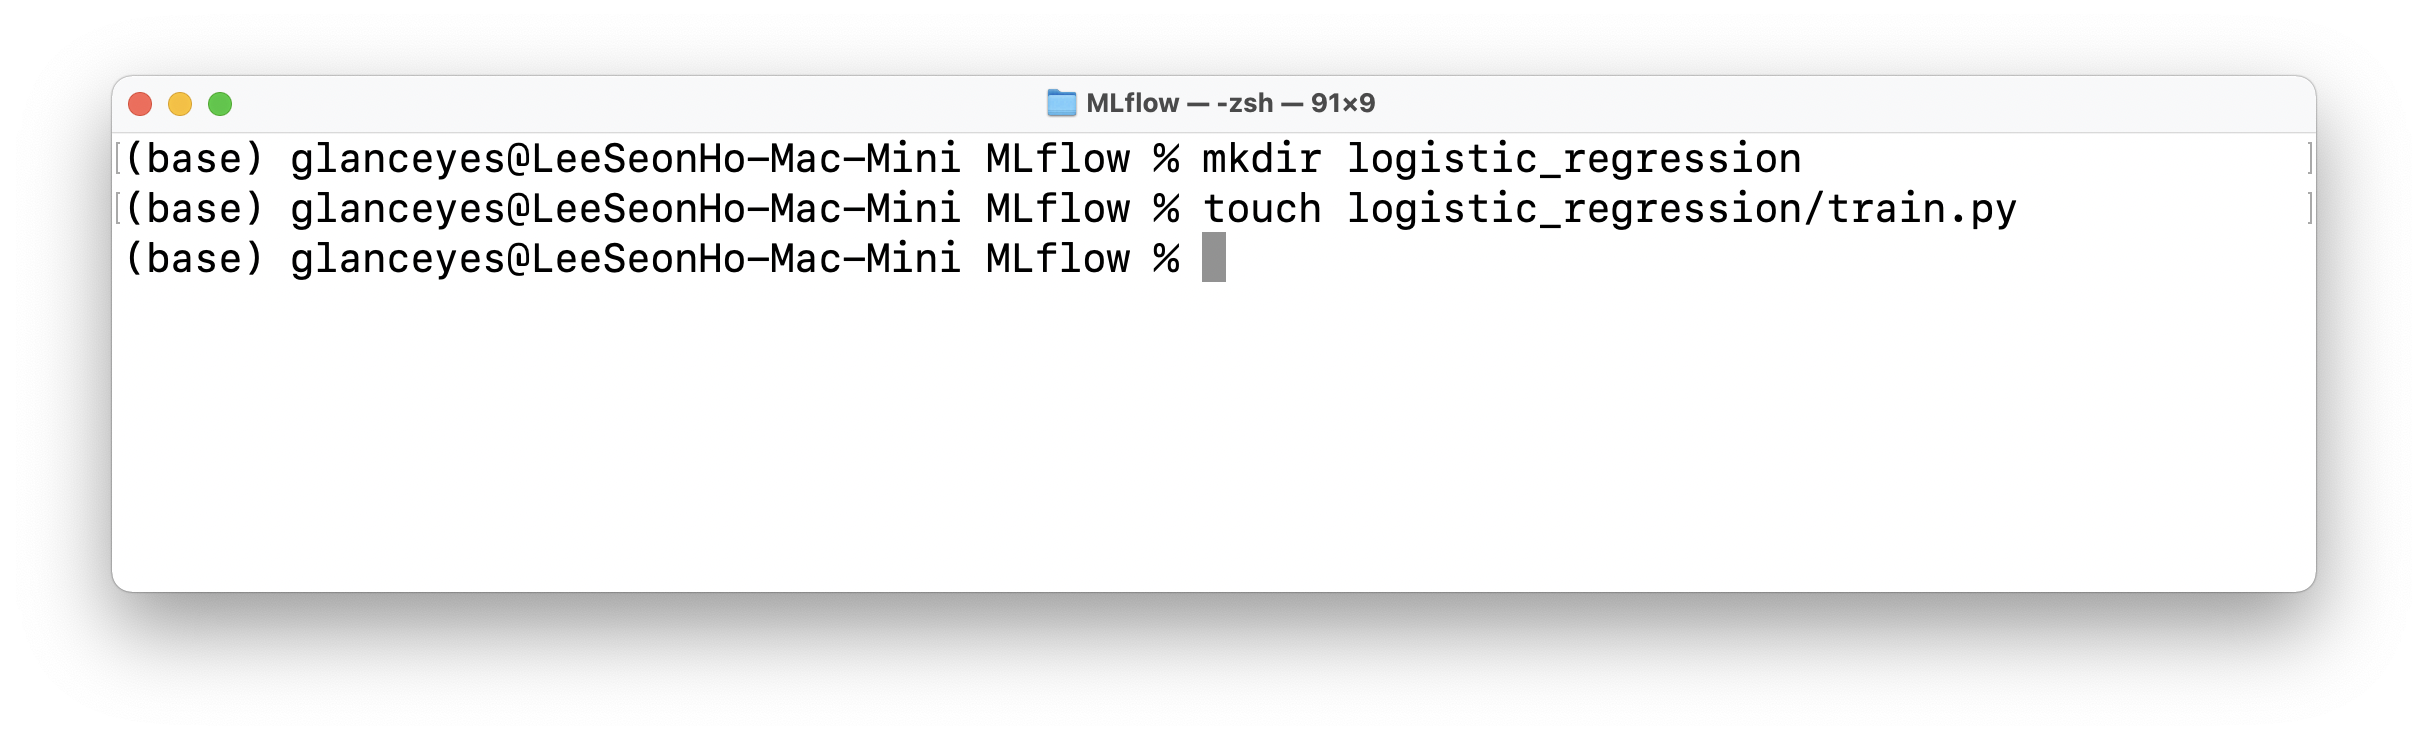 MLflow — -zsh — 91×9
(base) glanceyes@LeeSeonHo-Mac-Mini MLflow % mkdir logistic_regression
(base) glanceyes@LeeSeonHo-Mac-Mini MLflow % touch logistic_regression/train.py
(base) glanceyes@LeeSeonHo-Mac-Mini MLflow %